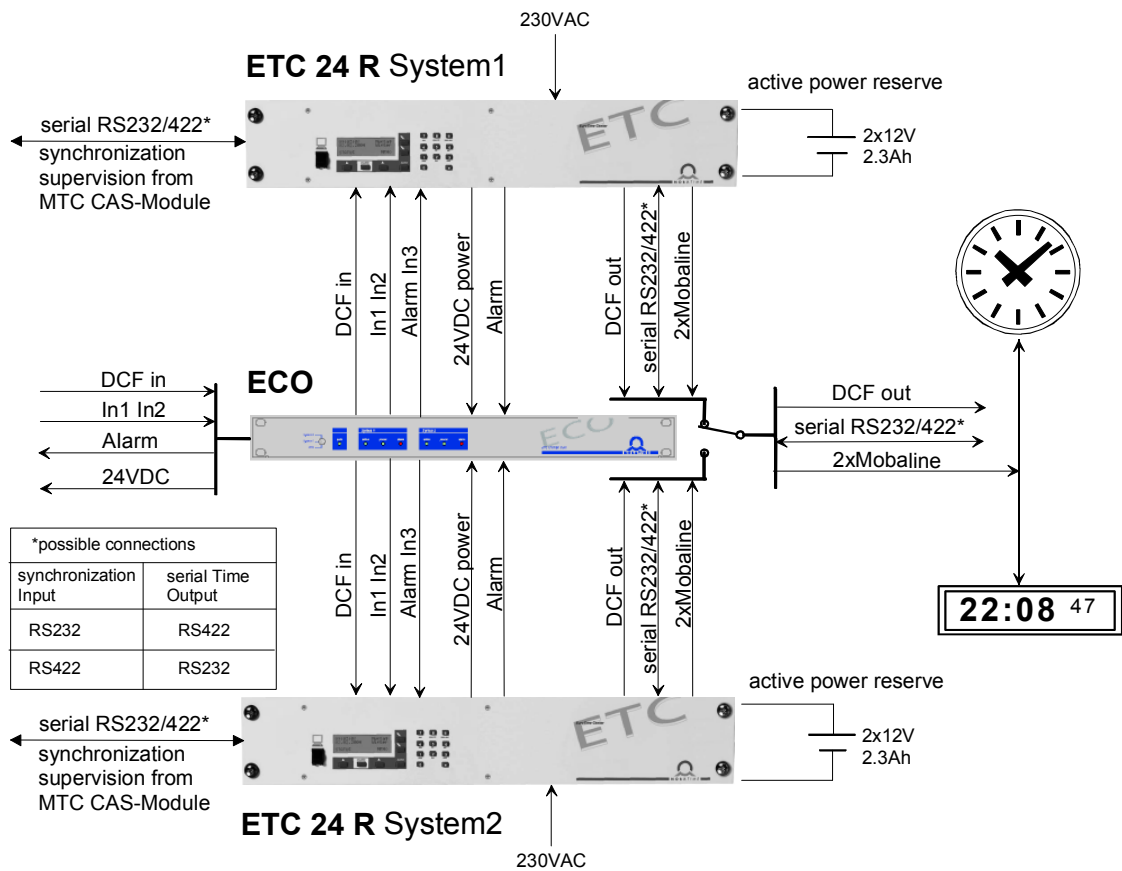 230VAC
ETC 24 R System1
active power reserve
serial RS232/422*
synchronization
supervision from
MTC CAS-Module
ETC
2x12V
2.3Ah
DCF in
In1 In2
Alarm In3
24VDC power
Alarm
DCF out
serial RS232/422*
2xMobaline
DCF in
In1 In2
Alarm
24VDC
ECO
ECO
DCF out
serial RS232/422*
2xMobaline
*possible connections
synchronization Input
serial Time Output
RS232
RS422
RS422
RS232
DCF in
In1 In2
Alarm In3
24VDC power
Alarm
DCF out
serial RS232/422*
2xMobaline
22:08 47
active power reserve
serial RS232/422*
synchronization
supervision from
MTC CAS-Module
ETC
2x12V
2.3Ah
ETC 24 R System2
230VAC